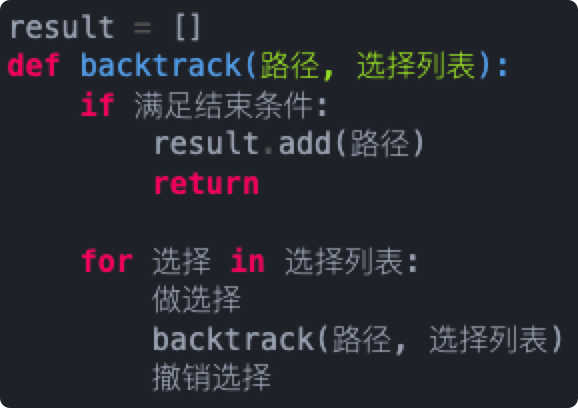 result = []
def backtrack(路径, 选择列表):
    if 满足结束条件:
        result.add(路径)
        return

    for 选择 in 选择列表:
        做选择
        backtrack(路径, 选择列表)
        撤销选择